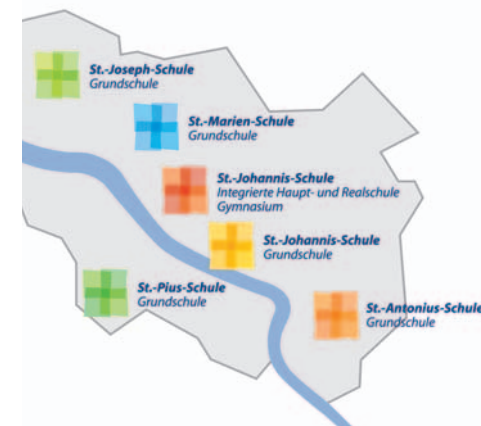 St.-Joseph-Schule
Grundschule
St.-Marien-Schule
Grundschule
St.-Johannis-Schule
Integrierte Haupt- und Realschule
Gymnasium
St.-Johannis-Schule
Grundschule
St.-Pius-Schule
Grundschule
St.-Antonius-Schule
Grundschule